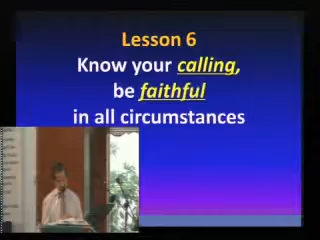 Lesson 6
Know your calling,
be faithful
in all circumstances